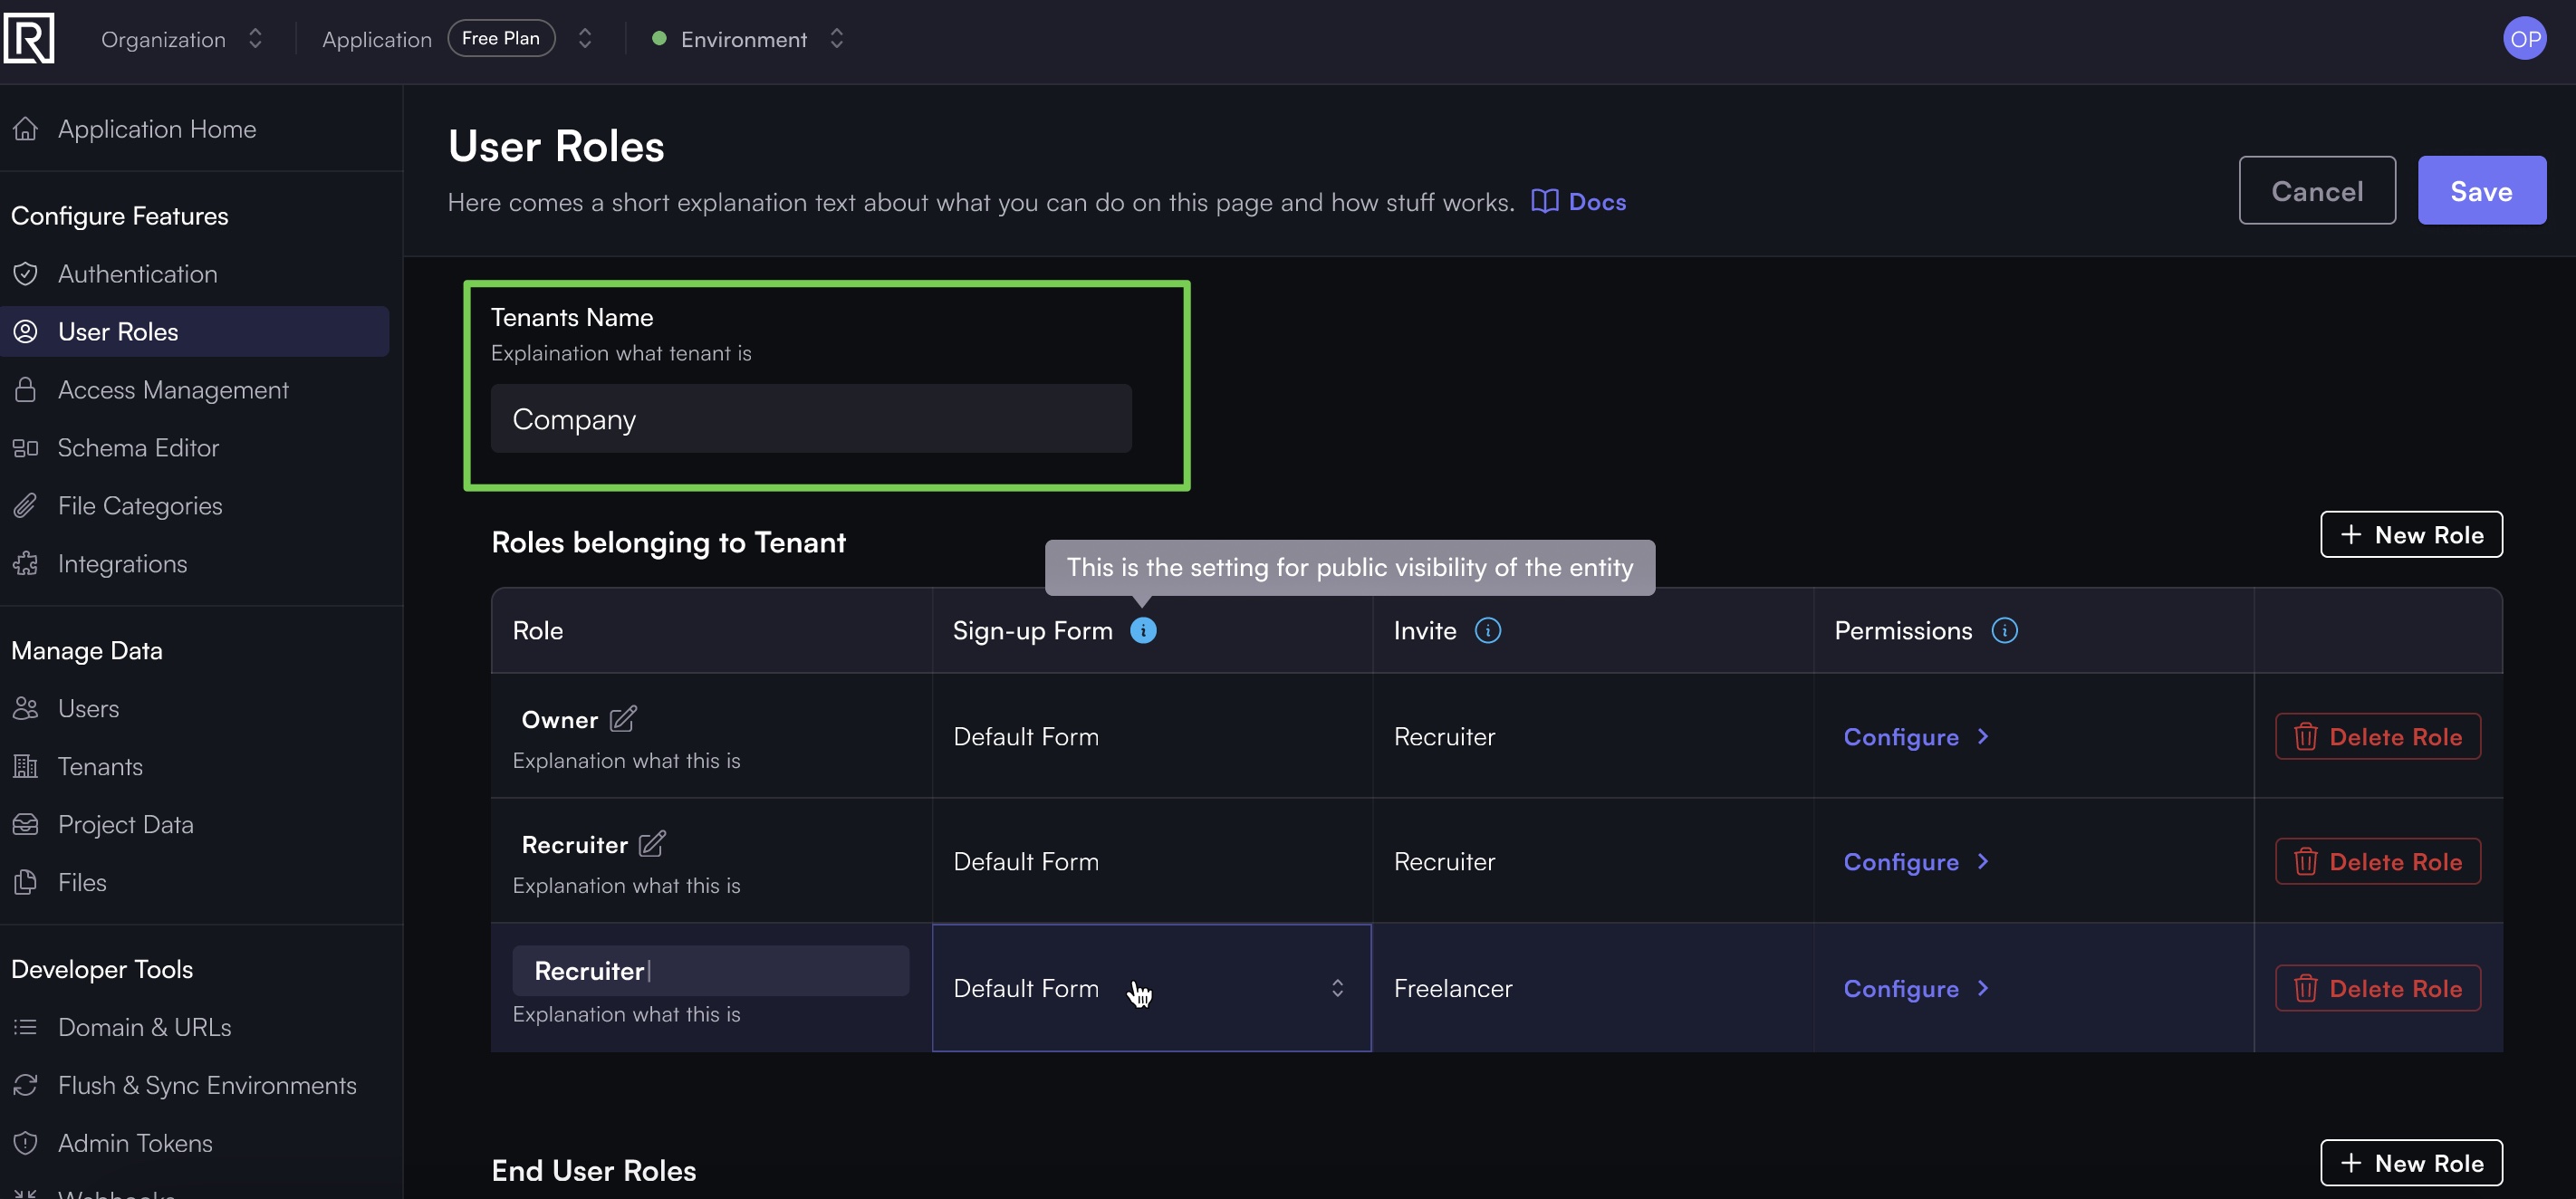 R
Organization
Application
Free Plan
Environment
OP
Application Home
Configure Features
Authentication
User Roles
Access Management
Schema Editor
File Categories
Integrations
Manage Data
Users
Tenants
Project Data
Files
Developer Tools
Domain & URLs
Flush & Sync Environments
Admin Tokens
Webhooks
User Roles
Here comes a short explanation text about what you can do on this page and how stuff works.
Docs
Cancel
Save
Tenants Name
Explaination what tenant is
Company
Roles belonging to Tenant
+ New Role
This is the setting for public visibility of the entity
Role
Sign-up Form
i
Invite
i
Permissions
i
Owner
Explanation what this is
Default Form
Recruiter
Configure >
Delete Role
Recruiter
Explanation what this is
Default Form
Recruiter
Configure >
Delete Role
Recruiter
Explanation what this is
Default Form
Freelancer
Configure >
Delete Role
End User Roles
+ New Role